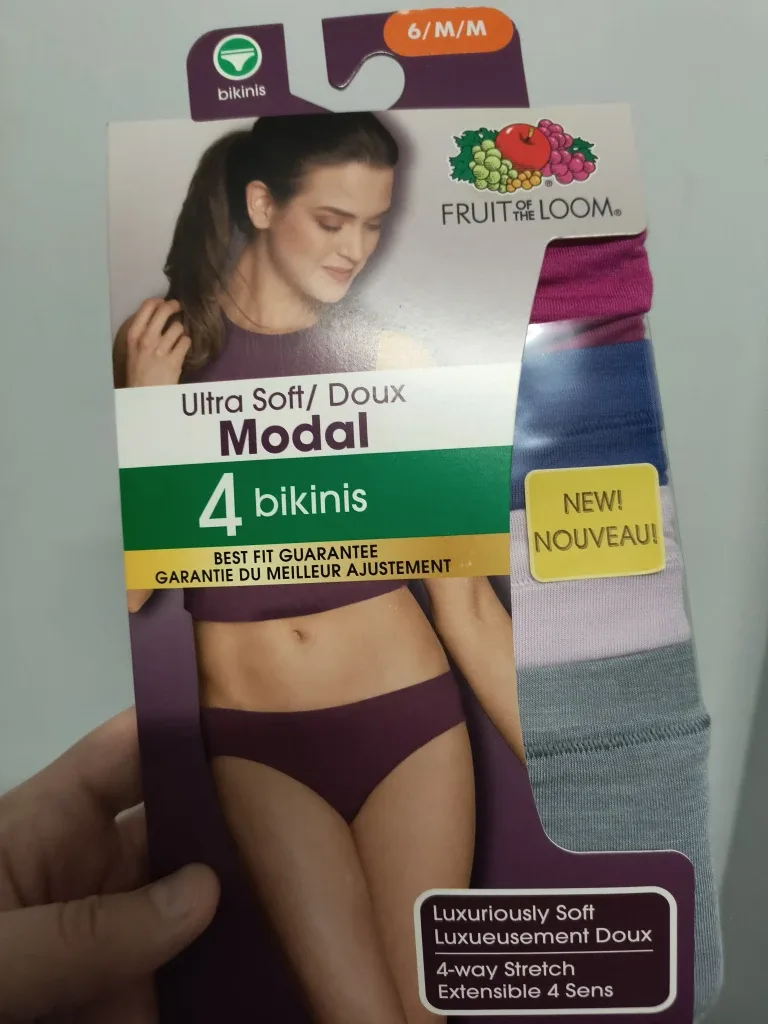 6/M/M
bikinis
FRUIT OF THE LOOM®
Ultra Soft/ Doux
Modal
4 bikinis
BEST FIT GUARANTEE
GARANTIE DU MEILLEUR AJUSTEMENT
NEW!
NOUVEAU!
Luxuriously Soft
Luxueusement Doux
4-way Stretch
Extensible 4 Sens